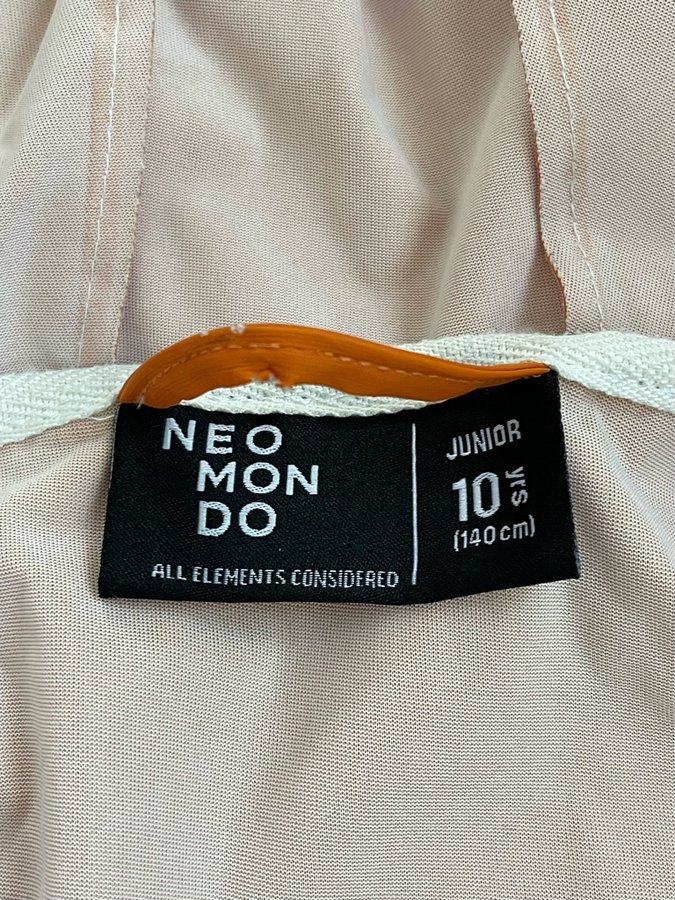 NEO
MON
DO
ALL ELEMENTS CONSIDERED
JUNIOR
10 yrs
(140cm)